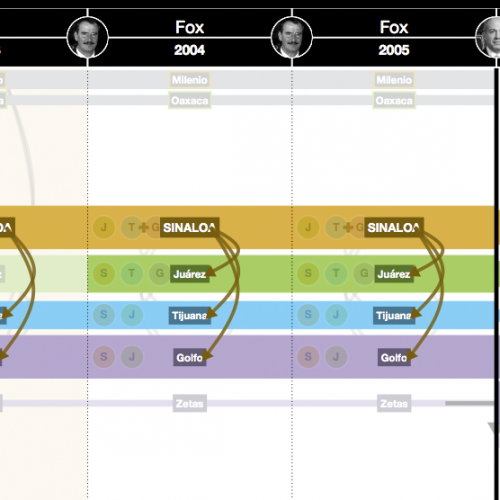 Fox
Fox
2004
2005
Milenio
Milenio
Oaxaca
Oaxaca
J T + G SINALOA
J T + G SINALOA
S T G Juárez
S T G Juárez
S J Tijuana
S J Tijuana
S J Golfo
S J Golfo
Zetas
Zetas